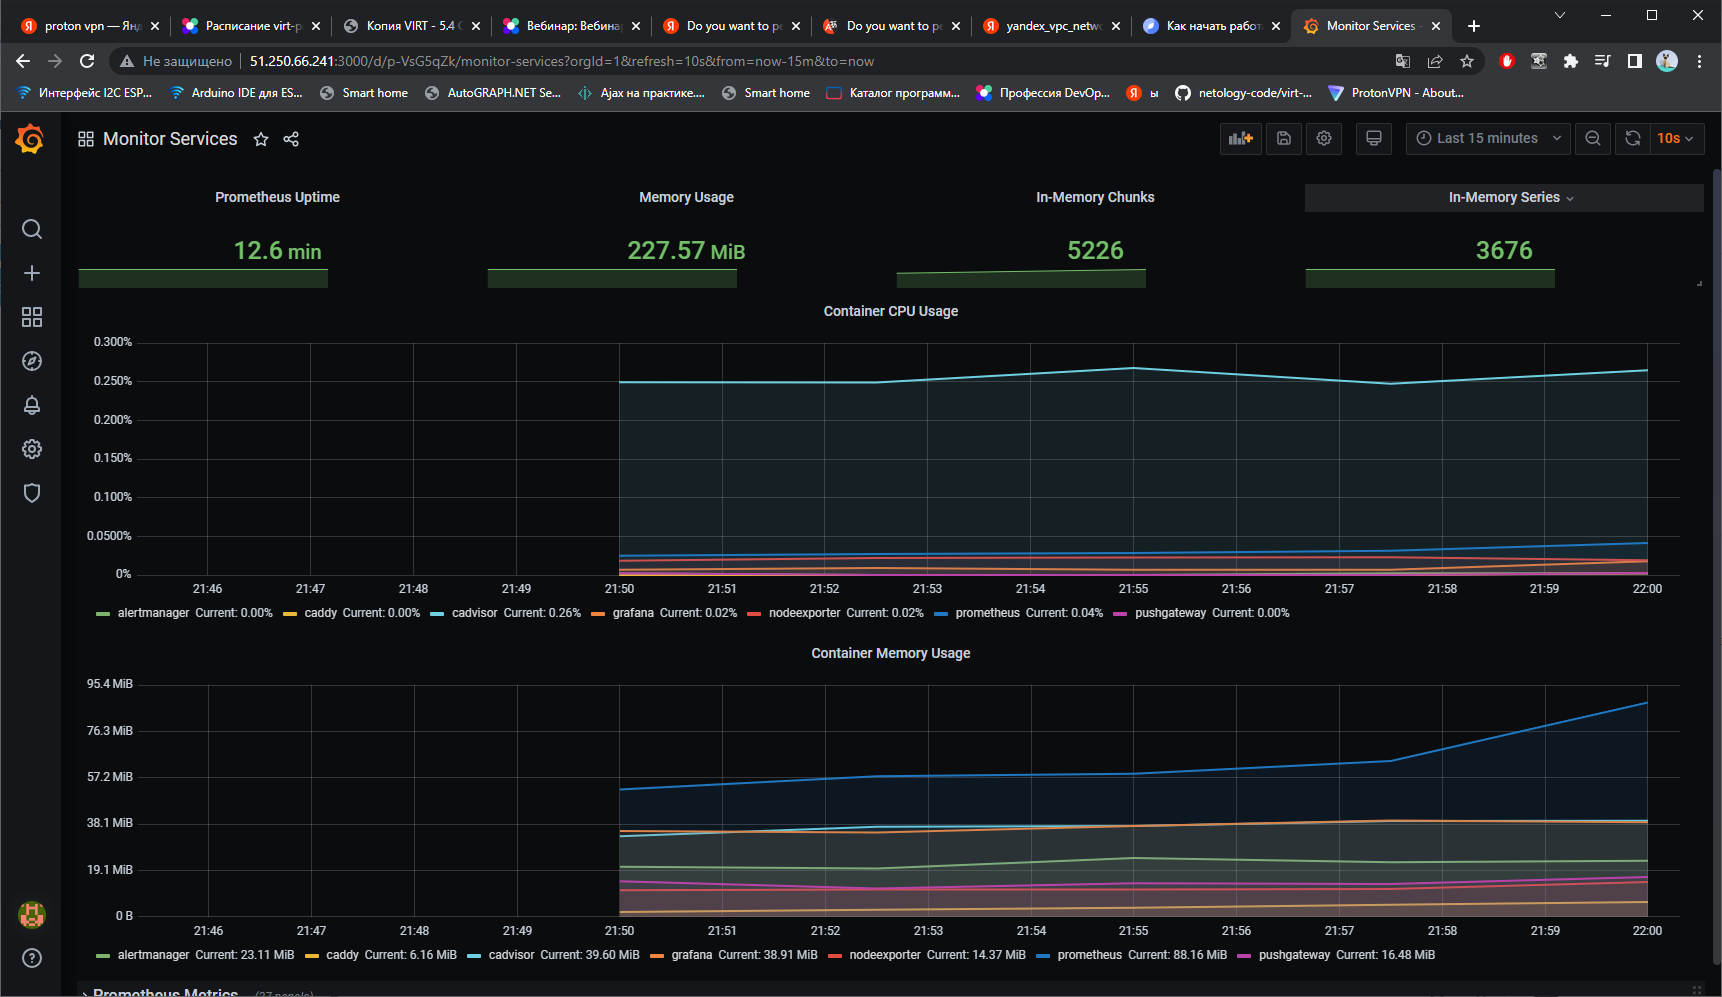 proton vpn — Янд
Расписание virt-p
Копия VIRT - 5.4 C
Вебинар: Вебина
Do you want to pe
Do you want to pe
yandex_vpc_netwo
Как начать работ
Monitor Services -
Не защищено 51.250.66.241:3000/d/p-VsG5qZk/monitor-services?orgId=1&refresh=10s&from=now-15m&to=now
Интерфейс I2C ESP... Arduino IDE для ES... Smart home AutoGRAPH.NET Se... Ajax на практике.... Smart home Каталог программ... Профессия DevOp... Я ы netology-code/virt-... ProtonVPN - About...
Monitor Services
Last 15 minutes 10s
Prometheus Uptime Memory Usage In-Memory Chunks In-Memory Series
12.6 min 227.57 MiB 5226 3676
Container CPU Usage
0.300%
0.250%
0.200%
0.150%
0.100%
0.0500%
0%
21:46 21:47 21:48 21:49 21:50 21:51 21:52 21:53 21:54 21:55 21:56 21:57 21:58 21:59 22:00
alertmanager Current: 0.00% caddy Current: 0.00% cadvisor Current: 0.26% grafana Current: 0.02% nodeexporter Current: 0.02% prometheus Current: 0.04% pushgateway Current: 0.00%
Container Memory Usage
95.4 MiB
76.3 MiB
57.2 MiB
38.1 MiB
19.1 MiB
0 B
21:46 21:47 21:48 21:49 21:50 21:51 21:52 21:53 21:54 21:55 21:56 21:57 21:58 21:59 22:00
alertmanager Current: 23.11 MiB caddy Current: 6.16 MiB cadvisor Current: 39.60 MiB grafana Current: 38.91 MiB nodeexporter Current: 14.37 MiB prometheus Current: 88.16 MiB pushgateway Current: 16.48 MiB
Prometheus Metrics (27 panels)